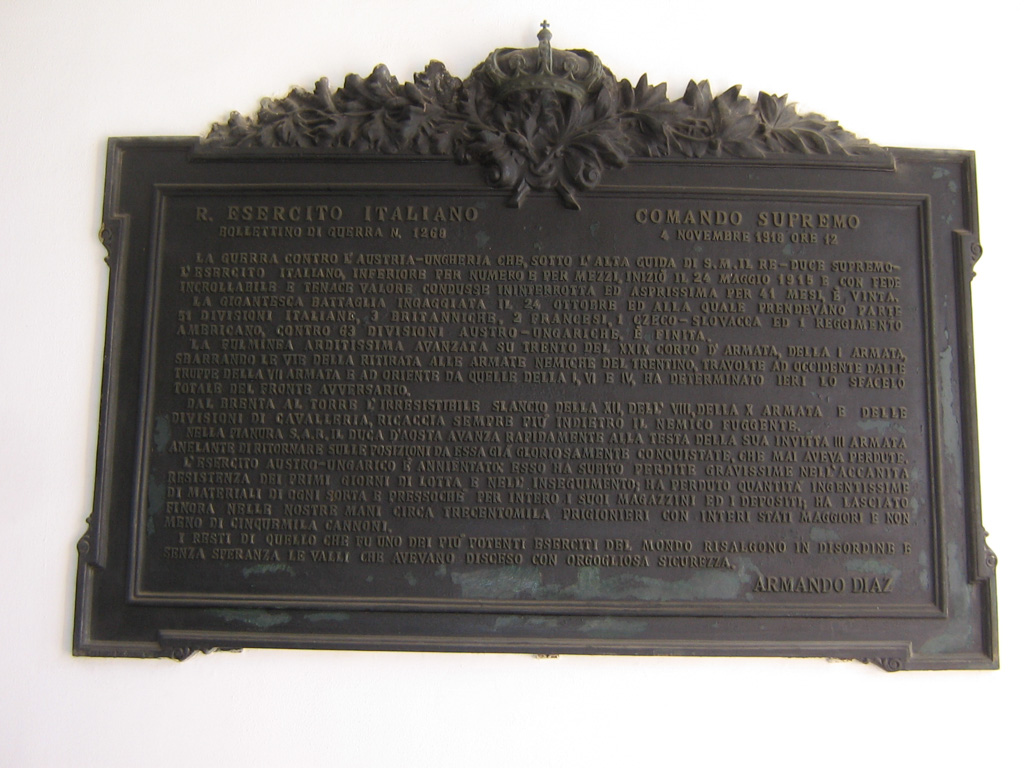 R. ESERCITO ITALIANO
COMANDO SUPREMO
BOLLETTINO DI GUERRA N. 1268
4 NOVEMBRE 1918 ORE 12
LA GUERRA CONTRO L'AUSTRIA-UNGHERIA CHE, SOTTO L'ALTA GUIDA DI S.M. IL RE-DUCE SUPREMO-
L'ESERCITO ITALIANO, INFERIORE PER NUMERO E PER MEZZI, INIZIÒ IL 24 MAGGIO 1915 E CON FEDE
INCROLLABILE E TENACE VALORE CONDUSSE ININTERROTTA ED ASPRISSIMA PER 41 MESI, È VINTA.
LA GIGANTESCA BATTAGLIA INGAGGIATA IL 24 OTTOBRE ED ALLA QUALE PRENDEVANO PARTE
51 DIVISIONI ITALIANE, 3 BRITANNICHE, 2 FRANCESI, 1 CZECO-SLOVACCA ED 1 REGGIMENTO
AMERICANO, CONTRO 63 DIVISIONI AUSTRO-UNGARICHE, È FINITA.
LA FULMINEA ARDITISSIMA AVANZATA SU TRENTO DEL XXIX CORPO D'ARMATA, DELLA I ARMATA,
SBARRANDO LE VIE DELLA RITIRATA ALLE ARMATE NEMICHE DEL TRENTINO, TRAVOLTE AD OCCIDENTE DALLE
TRUPPE DELLA VII ARMATA E AD ORIENTE DA QUELLE DELLA I, VI E IV, HA DETERMINATO IERI LO SFACELO
TOTALE DEL FRONTE AVVERSARIO.
DAL BRENTA AL TORRE L'IRRESISTIBILE SLANCIO DELLA XII, DELL' VIII, DELLA X ARMATA E DELLE
DIVISIONI DI CAVALLERIA, RICACCIA SEMPRE PIU' INDIETRO IL NEMICO FUGGENTE.
NELLA PIANURA S.A.R. IL DUCA D'AOSTA AVANZA RAPIDAMENTE ALLA TESTA DELLA SUA INVITTA III ARMATA
ANELANTE DI RITORNARE SULLE POSIZIONI DA ESSA GIÀ GLORIOSAMENTE CONQUISTATE, CHE MAI AVEVA PERDUTE.
L'ESERCITO AUSTRO-UNGARICO È ANNIENTATO: ESSO HA SUBITO PERDITE GRAVISSIME NELL'ACCANITA
RESISTENZA DEI PRIMI GIORNI DI LOTTA E NELL' INSEGUIMENTO; HA PERDUTO QUANTITÀ INGENTISSIME
DI MATERIALI DI OGNI SORTA E PRESSOCHÈ PER INTERO I SUOI MAGAZZINI ED I DEPOSITI; HA LASCIATO
FINORA NELLE NOSTRE MANI CIRCA TRECENTOMILA PRIGIONIERI CON INTERI STATI MAGGIORI E NON
MENO DI CINQUEMILA CANNONI.
I RESTI DI QUELLO CHE FU UNO DEI PIU' POTENTI ESERCITI DEL MONDO RISALGONO IN DISORDINE E
SENZA SPERANZA LE VALLI CHE AVEVANO DISCESO CON ORGOGLIOSA SICUREZZA.
ARMANDO DIAZ